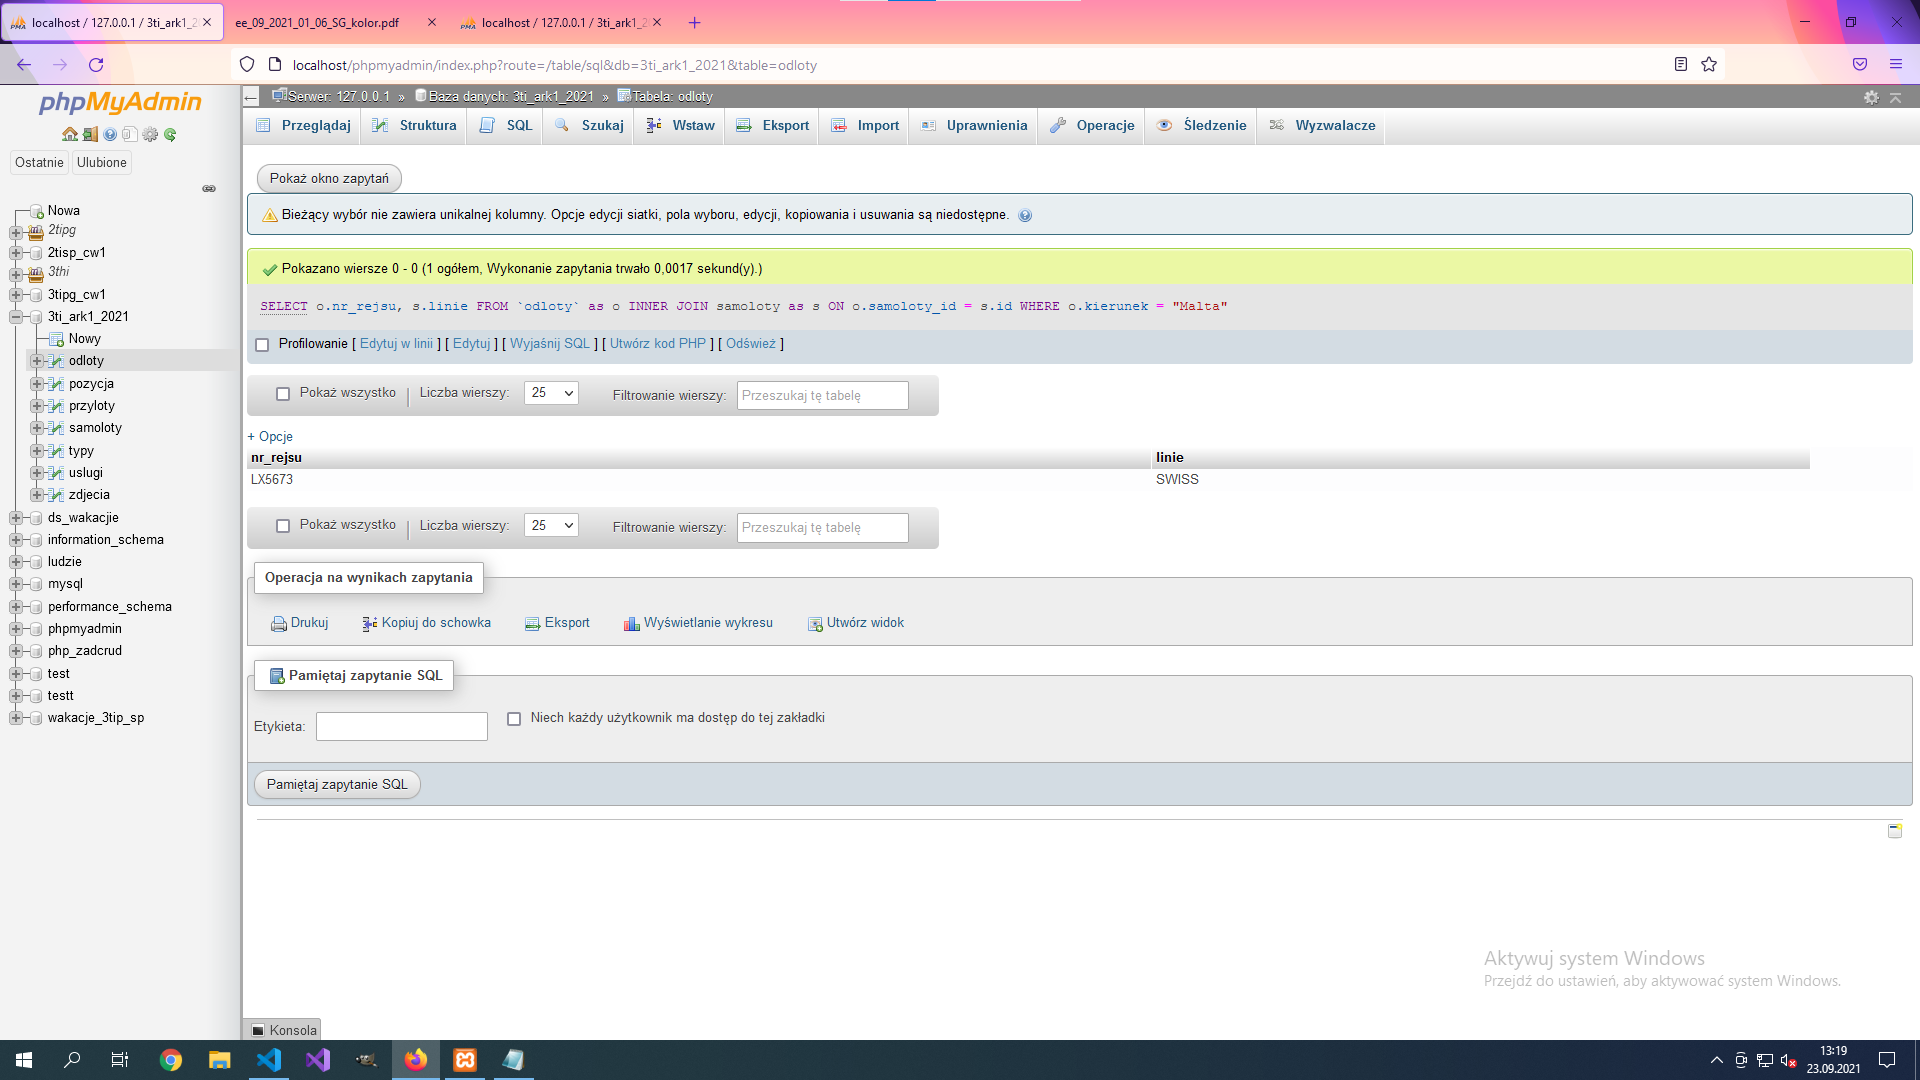 localhost / 127.0.0.1 / 3ti_ark1_2
ee_09_2021_01_06_SG_kolor.pdf
localhost / 127.0.0.1 / 3ti_ark1_2
localhost/phpmyadmin/index.php?route=/table/sql&db=3ti_ark1_2021&table=odloty
phpMyAdmin
Ostatnie
Ulubione
Nowa
2tipg
2tisp_cw1
3thi
3tipg_cw1
3ti_ark1_2021
Nowy
odloty
pozycja
przyloty
samoloty
typy
uslugi
zdjecia
ds_wakacjie
information_schema
ludzie
mysql
performance_schema
phpmyadmin
php_zadcrud
test
testt
wakacje_3tip_sp
Serwer: 127.0.0.1 » Baza danych: 3ti_ark1_2021 » Tabela: odloty
Przeglądaj Struktura SQL Szukaj Wstaw Eksport Import Uprawnienia Operacje Śledzenie Wyzwalacze
Pokaż okno zapytań
Bieżący wybór nie zawiera unikalnej kolumny. Opcje edycji siatki, pola wyboru, edycji, kopiowania i usuwania są niedostępne.
Pokazano wiersze 0 - 0 (1 ogółem, Wykonanie zapytania trwało 0,0017 sekund(y).)
SELECT o.nr_rejsu, s.linie FROM `odloty` as o INNER JOIN samoloty as s ON o.samoloty_id = s.id WHERE o.kierunek = "Malta"
Profilowanie [ Edytuj w linii ] [ Edytuj ] [ Wyjaśnij SQL ] [ Utwórz kod PHP ] [ Odśwież ]
Pokaż wszystko | Liczba wierszy: 25 Filtrowanie wierszy: Przeszukaj tę tabelę
+ Opcje
nr_rejsu linie
LX5673 SWISS
Pokaż wszystko | Liczba wierszy: 25 Filtrowanie wierszy: Przeszukaj tę tabelę
Operacja na wynikach zapytania
Drukuj Kopiuj do schowka Eksport Wyświetlanie wykresu Utwórz widok
Pamiętaj zapytanie SQL
Etykieta: Niech każdy użytkownik ma dostęp do tej zakładki
Pamiętaj zapytanie SQL
Aktywuj system Windows
Przejdź do ustawień, aby aktywować system Windows.
Konsola
13:19
23.09.2021